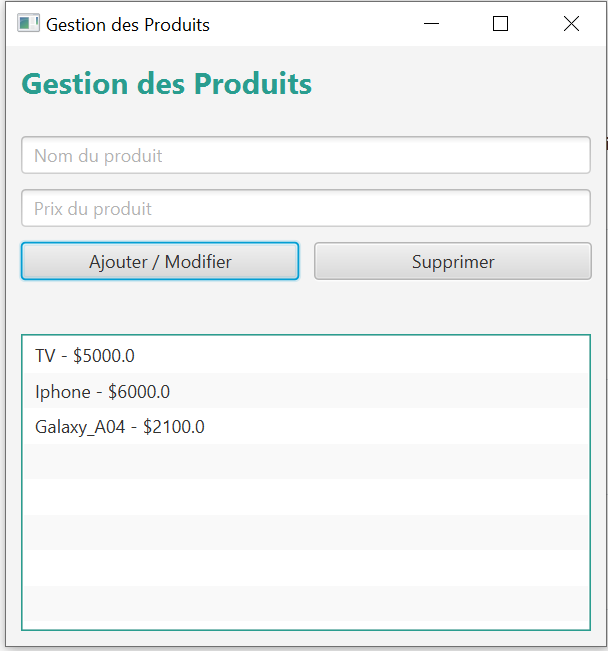 Gestion des Produits
Gestion des Produits
Nom du produit
Prix du produit
Ajouter / Modifier
Supprimer
TV - $5000.0
Iphone - $6000.0
Galaxy_A04 - $2100.0